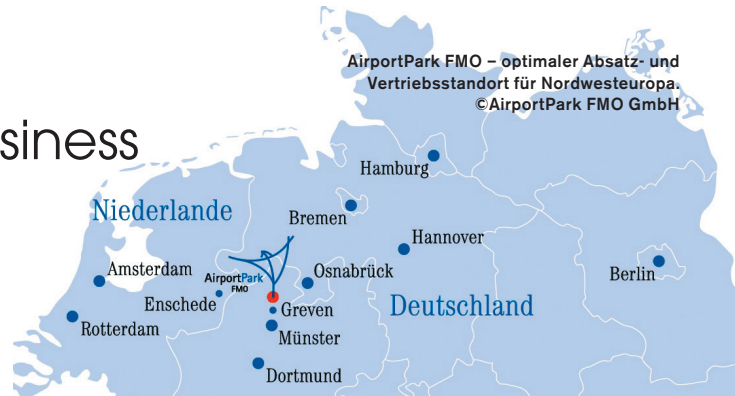 AirportPark FMO – optimaler Absatz- und
Vertriebsstandort für Nordwesteuropa.
©AirportPark FMO GmbH
siness
Hamburg
Niederlande
Bremen
Hannover
Amsterdam
Osnabrück
Berlin
AirportPark
FMO
Enschede
Greven
Deutschland
Rotterdam
Münster
Dortmund